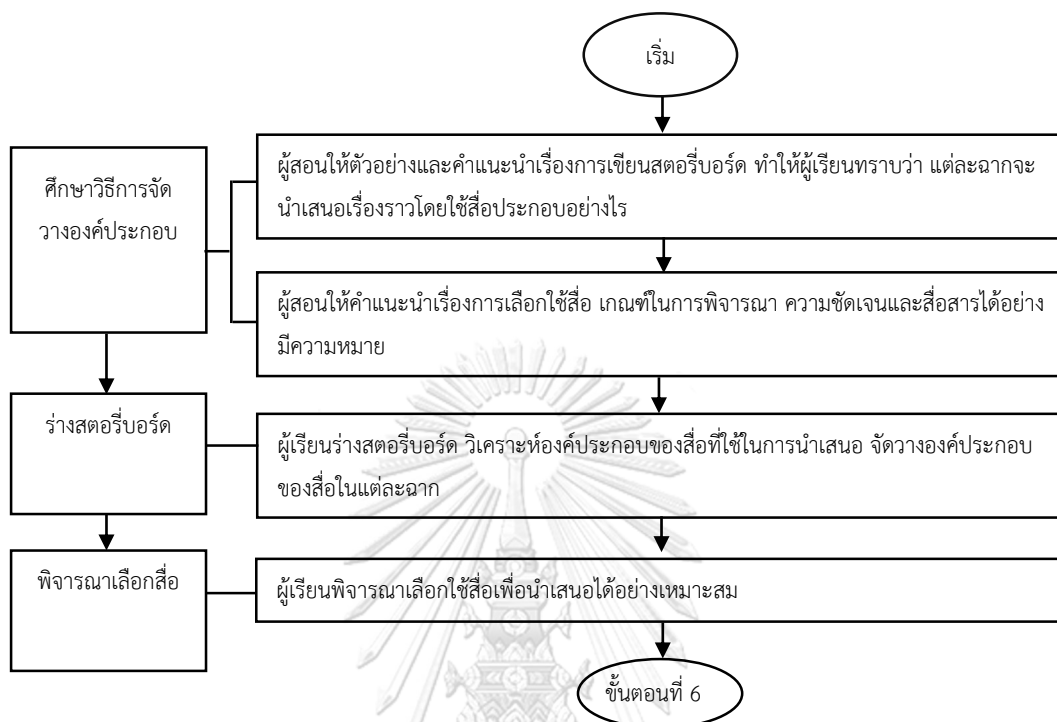 เริ่ม
ศึกษาวิธีการจัด
วางองค์ประกอบ
ผู้สอนให้ตัวอย่างและคำแนะนำเรื่องการเขียนสตอรี่บอร์ด ทำให้ผู้เรียนทราบว่า แต่ละฉากจะ
นำเสนอเรื่องราวโดยใช้สื่อประกอบอย่างไร
ผู้สอนให้คำแนะนำเรื่องการเลือกใช้สื่อ เกณฑ์ในการพิจารณา ความชัดเจนและสื่อสารได้อย่าง
มีความหมาย
ร่างสตอรี่บอร์ด
ผู้เรียนร่างสตอรี่บอร์ด วิเคราะห์องค์ประกอบของสื่อที่ใช้ในการนำเสนอ จัดวางองค์ประกอบ
ของสื่อในแต่ละฉาก
พิจารณาเลือกสื่อ
ผู้เรียนพิจารณาเลือกใช้สื่อเพื่อนำเสนอได้อย่างเหมาะสม
ขั้นตอนที่ 6